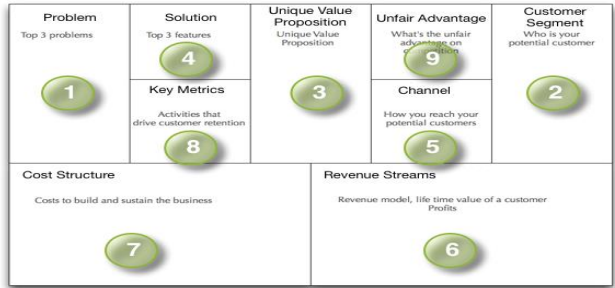 Problem
Top 3 problems
1
Solution
Top 3 features
4
Key Metrics
Activities that
drive customer retention
8
Unique Value
Proposition
Unique Value
Proposition
3
Unfair Advantage
What's the unfair
advantage on
9
Channel
How you reach your
potential customers
5
Customer
Segment
Who is your
potential customer
2
Cost Structure
Costs to build and sustain the business
7
Revenue Streams
Revenue model, life time value of a customer
Profits
6